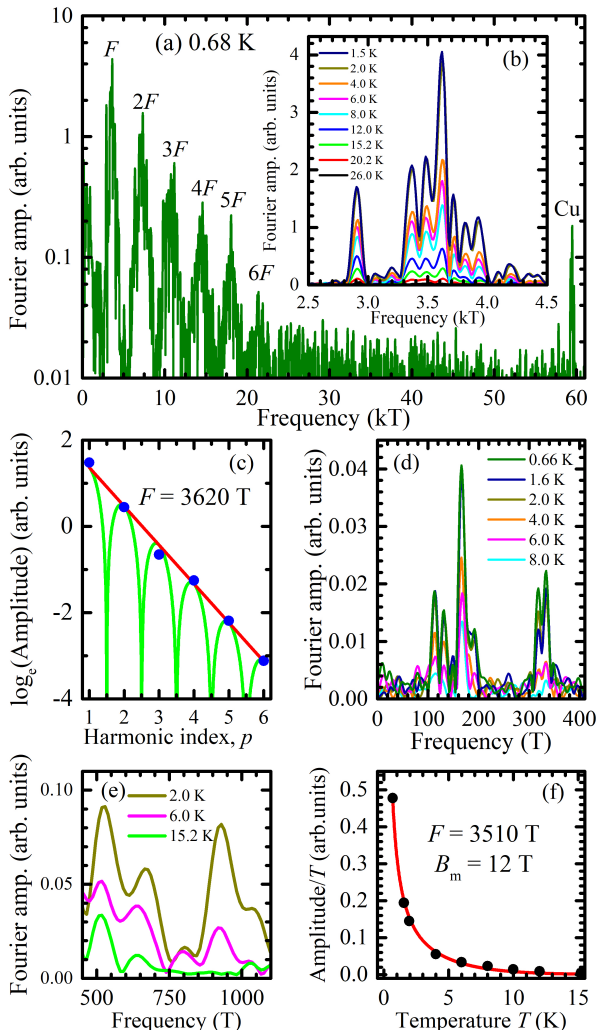 (a) 0.68 K
F
2F
3F
4F
5F
6F
Cu
Fourier amp. (arb. units)
10
1
0.1
0.01
0 10 20 30 40 50 60
Frequency (kT)
(b)
1.5 K
2.0 K
4.0 K
6.0 K
8.0 K
12.0 K
15.2 K
20.2 K
26.0 K
Fourier amp. (arb. units)
4
3
2
1
0
2.5 3.0 3.5 4.0 4.5
Frequency (kT)
(c)
F = 3620 T
logₑ(Amplitude) (arb. units)
2
0
-2
-4
1 2 3 4 5 6
Harmonic index, p
(d)
0.66 K
1.6 K
2.0 K
4.0 K
6.0 K
8.0 K
Fourier amp. (arb. units)
0.04
0.03
0.02
0.01
0.00
0 100 200 300 400
Frequency (T)
(e)
2.0 K
6.0 K
15.2 K
Fourier amp. (arb. units)
0.10
0.05
0.00
500 750 1000
Frequency (T)
(f)
F = 3510 T
Bₘ = 12 T
Amplitude/T (arb.units)
0.5
0.4
0.3
0.2
0.1
0.0
0 5 10 15
Temperature T (K)